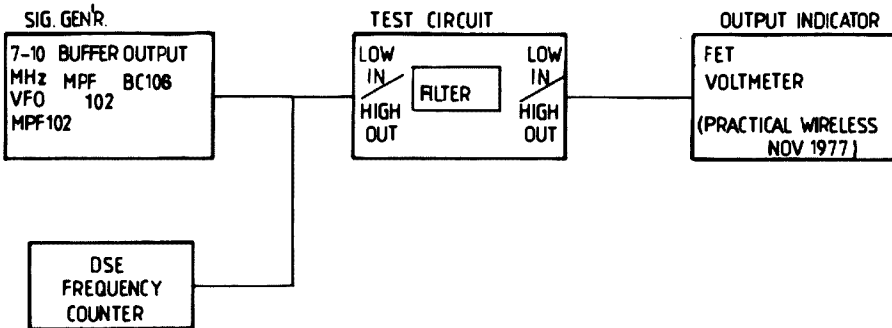 SIG. GEN'R.
7-10 BUFFER OUTPUT
MHz MPF BC106
VFO 102
MPF102
TEST CIRCUIT
LOW LOW
IN IN
FILTER
HIGH HIGH
OUT OUT
OUTPUT INDICATOR
FET
VOLTMETER
(PRACTICAL WIRELESS
NOV 1977)
DSE
FREQUENCY
COUNTER